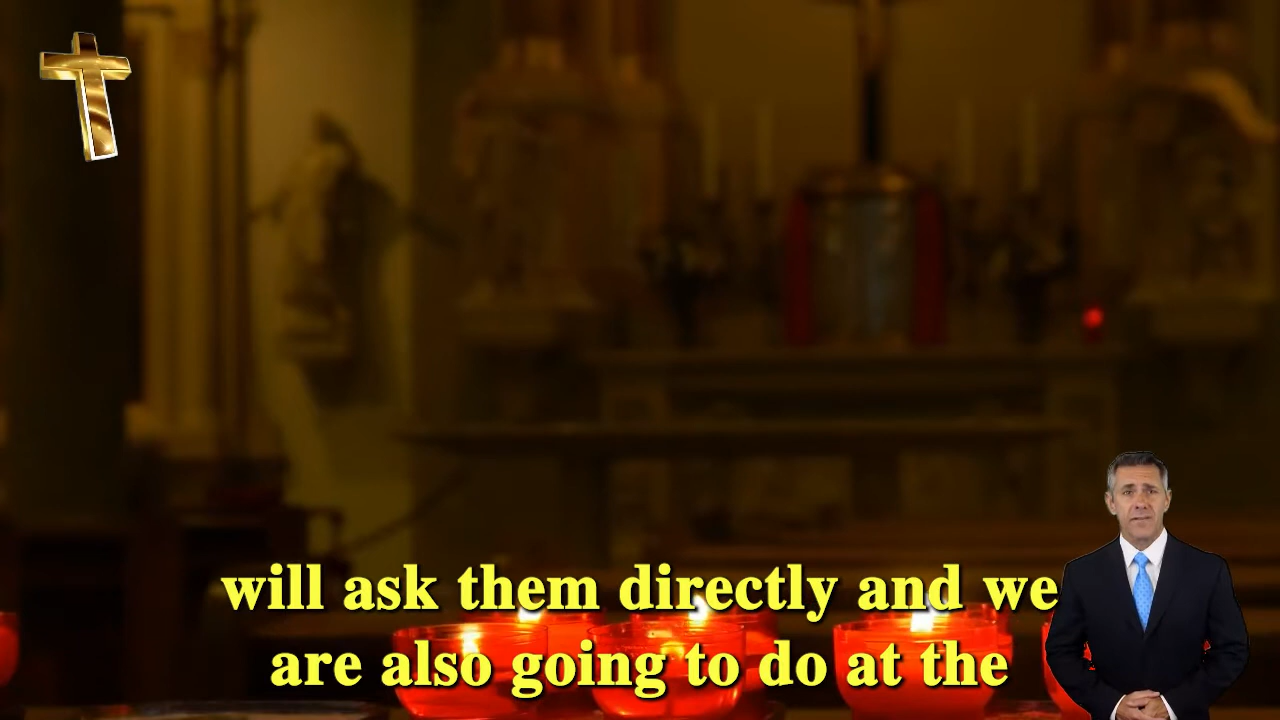 will ask them directly and we
are also going to do at the